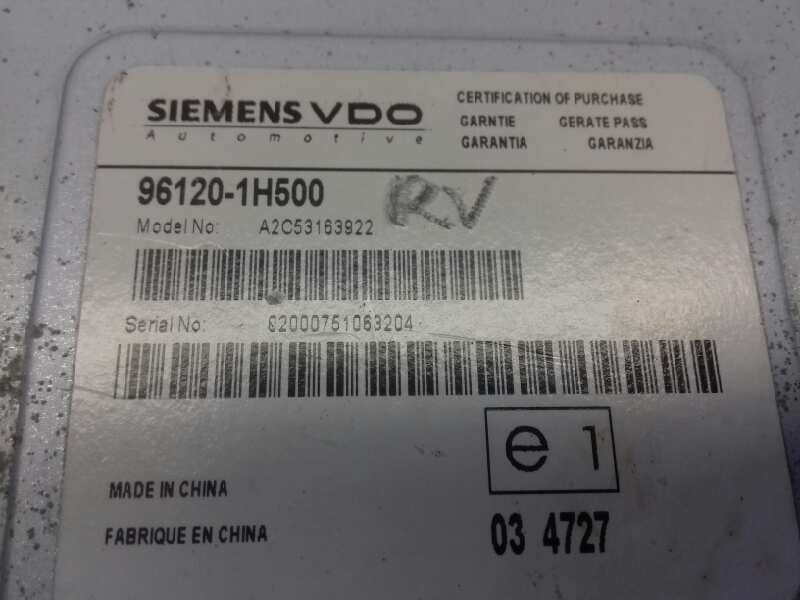 SIEMENS VDO
Automotive
CERTIFICATION OF PURCHASE
GARNTIE GERATE PASS
GARANTIA GARANZIA
96120-1H500 RV
Model No: A2C53163922
Serial No: 82000751063204
e 1
MADE IN CHINA
FABRIQUE EN CHINA
03 4727